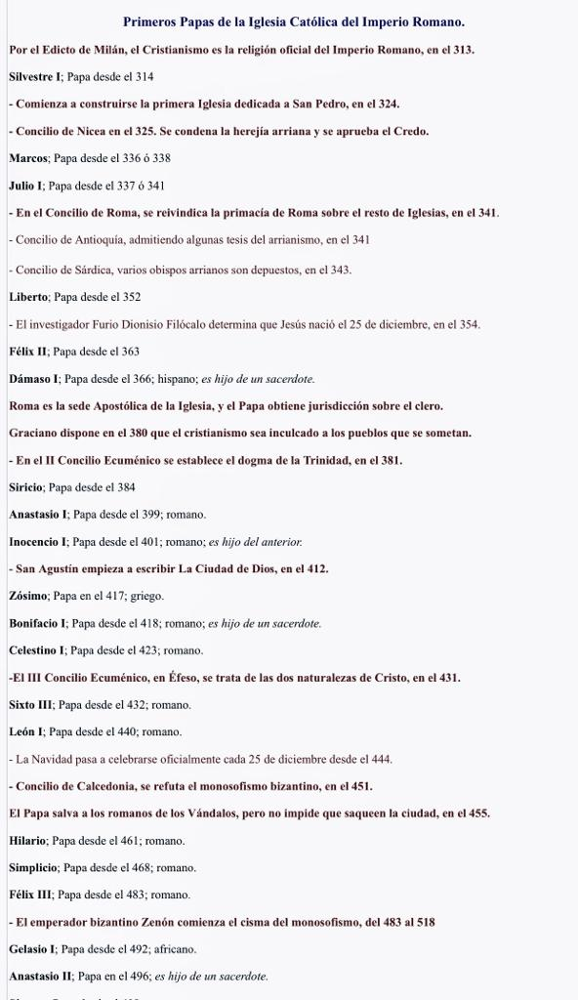 Primeros Papas de la Iglesia Católica del Imperio Romano.
Por el Edicto de Milán, el Cristianismo es la religión oficial del Imperio Romano, en el 313.
Silvestre I; Papa desde el 314
- Comienza a construirse la primera Iglesia dedicada a San Pedro, en el 324.
- Concilio de Nicea en el 325. Se condena la herejía arriana y se aprueba el Credo.
Marcos; Papa desde el 336 ó 338
Julio I; Papa desde el 337 ó 341
- En el Concilio de Roma, se reivindica la primacía de Roma sobre el resto de Iglesias, en el 341.
- Concilio de Antioquía, admitiendo algunas tesis del arrianismo, en el 341
- Concilio de Sárdica, varios obispos arrianos son depuestos, en el 343.
Liberto; Papa desde el 352
- El investigador Furio Dionisio Filócalo determina que Jesús nació el 25 de diciembre, en el 354.
Félix II; Papa desde el 363
Dámaso I; Papa desde el 366; hispano; es hijo de un sacerdote.
Roma es la sede Apostólica de la Iglesia, y el Papa obtiene jurisdicción sobre el clero.
Graciano dispone en el 380 que el cristianismo sea inculcado a los pueblos que se sometan.
- En el II Concilio Ecuménico se establece el dogma de la Trinidad, en el 381.
Siricio; Papa desde el 384
Anastasio I; Papa desde el 399; romano.
Inocencio I; Papa desde el 401; romano; es hijo del anterior.
- San Agustín empieza a escribir La Ciudad de Dios, en el 412.
Zósimo; Papa en el 417; griego.
Bonifacio I; Papa desde el 418; romano; es hijo de un sacerdote.
Celestino I; Papa desde el 423; romano.
-El III Concilio Ecuménico, en Éfeso, se trata de las dos naturalezas de Cristo, en el 431.
Sixto III; Papa desde el 432; romano.
León I; Papa desde el 440; romano.
- La Navidad pasa a celebrarse oficialmente cada 25 de diciembre desde el 444.
- Concilio de Calcedonia, se refuta el monosofismo bizantino, en el 451.
El Papa salva a los romanos de los Vándalos, pero no impide que saqueen la ciudad, en el 455.
Hilario; Papa desde el 461; romano.
Simplicio; Papa desde el 468; romano.
Félix III; Papa desde el 483; romano.
- El emperador bizantino Zenón comienza el cisma del monosofismo, del 483 al 518
Gelasio I; Papa desde el 492; africano.
Anastasio II; Papa en el 496; es hijo de un sacerdote.